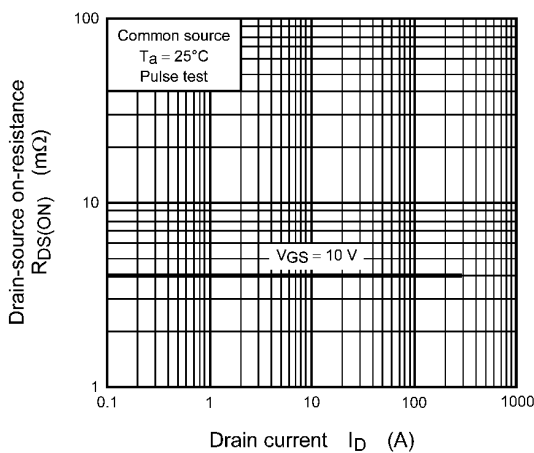 100
Common source
Ta = 25°C
Pulse test
Drain-source on-resistance
RDS(ON) (mΩ)
10
VGS = 10 V
1
0.1
1
10
100
1000
Drain current ID (A)